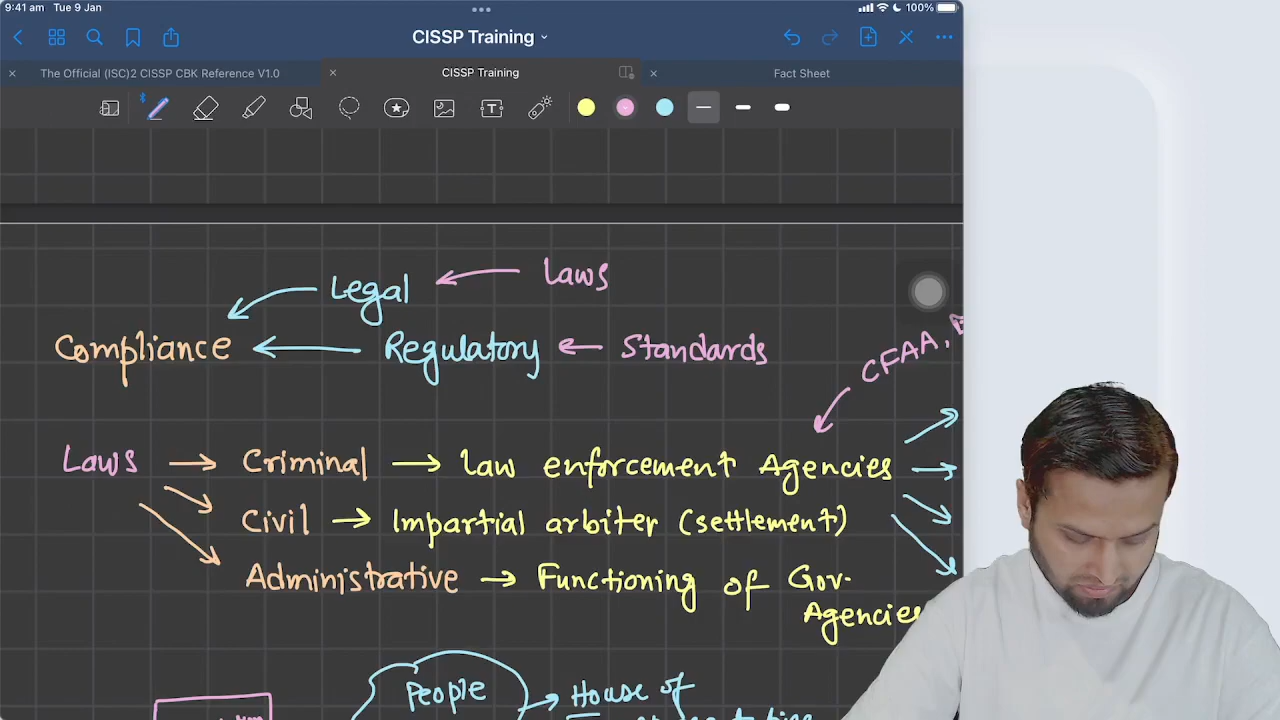 9:41 am Tue 9 Jan
100%
CISSP Training
The Official (ISC)2 CISSP CBK Reference V1.0
CISSP Training
Fact Sheet
Legal
Laws
Compliance
Regulatory
Standards
CFAA,
Laws
Criminal
Law enforcement Agencies
Civil
Impartial arbiter (settlement)
Administrative
Functioning of Gov.
Agencies
People
House of